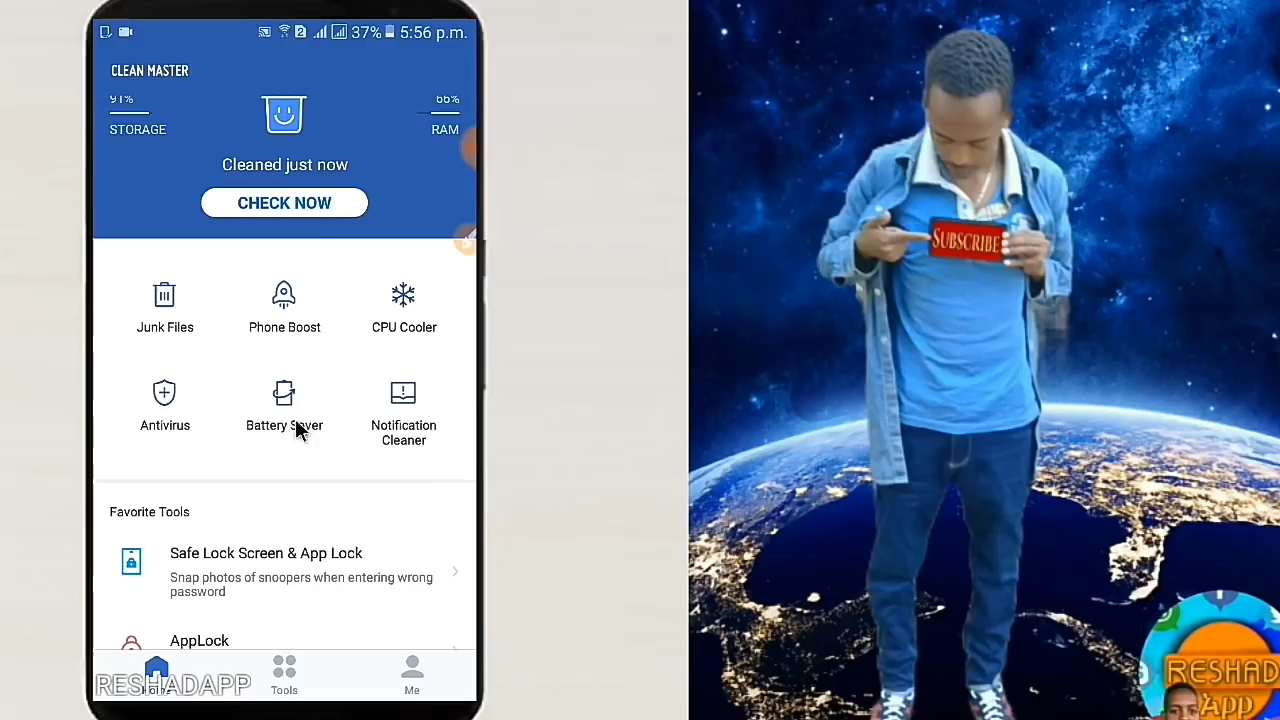 2 37% 5:56 p.m.
CLEAN MASTER
91% 66%
STORAGE RAM
Cleaned just now
CHECK NOW
Junk Files Phone Boost CPU Cooler
Antivirus Battery Saver Notification
Cleaner
Favorite Tools
Safe Lock Screen & App Lock
Snap photos of snoopers when entering wrong
password
AppLock
Tools Me
RESHADAPP
SUBSCRIBE
RESHAD
App